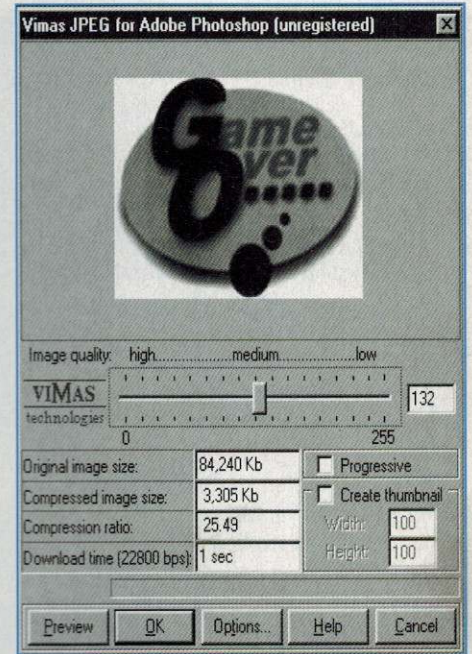 Vimas JPEG for Adobe Photoshop (unregistered)
Game
Over
Image quality: high..................medium..................low
VIMAS
technologies
132
0 255
Original image size: 84,240 Kb
Compressed image size: 3,305 Kb
Compression ratio: 25.49
Download time (22800 bps): 1 sec
Progressive
Create thumbnail
Width: 100
Height: 100
Preview OK Options... Help Cancel